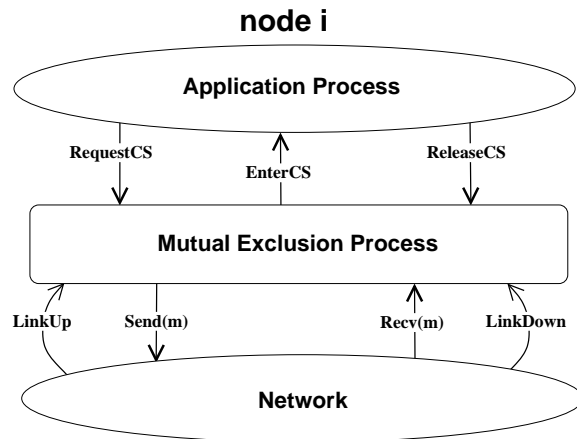 node i
Application Process
RequestCS
EnterCS
ReleaseCS
Mutual Exclusion Process
LinkUp
Send(m)
Recv(m)
LinkDown
Network